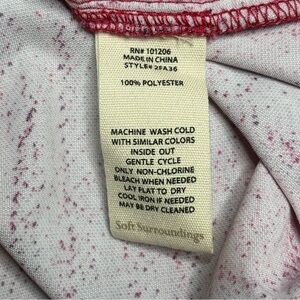 RN# 101206
MADE IN CHINA
STYLE# 2FA36
100% POLYESTER
MACHINE WASH COLD
WITH SIMILAR COLORS
INSIDE OUT
GENTLE CYCLE
ONLY NON-CHLORINE
BLEACH WHEN NEEDED
LAY FLAT TO DRY
COOL IRON IF NEEDED
MAY BE DRY CLEANED
Soft Surroundings